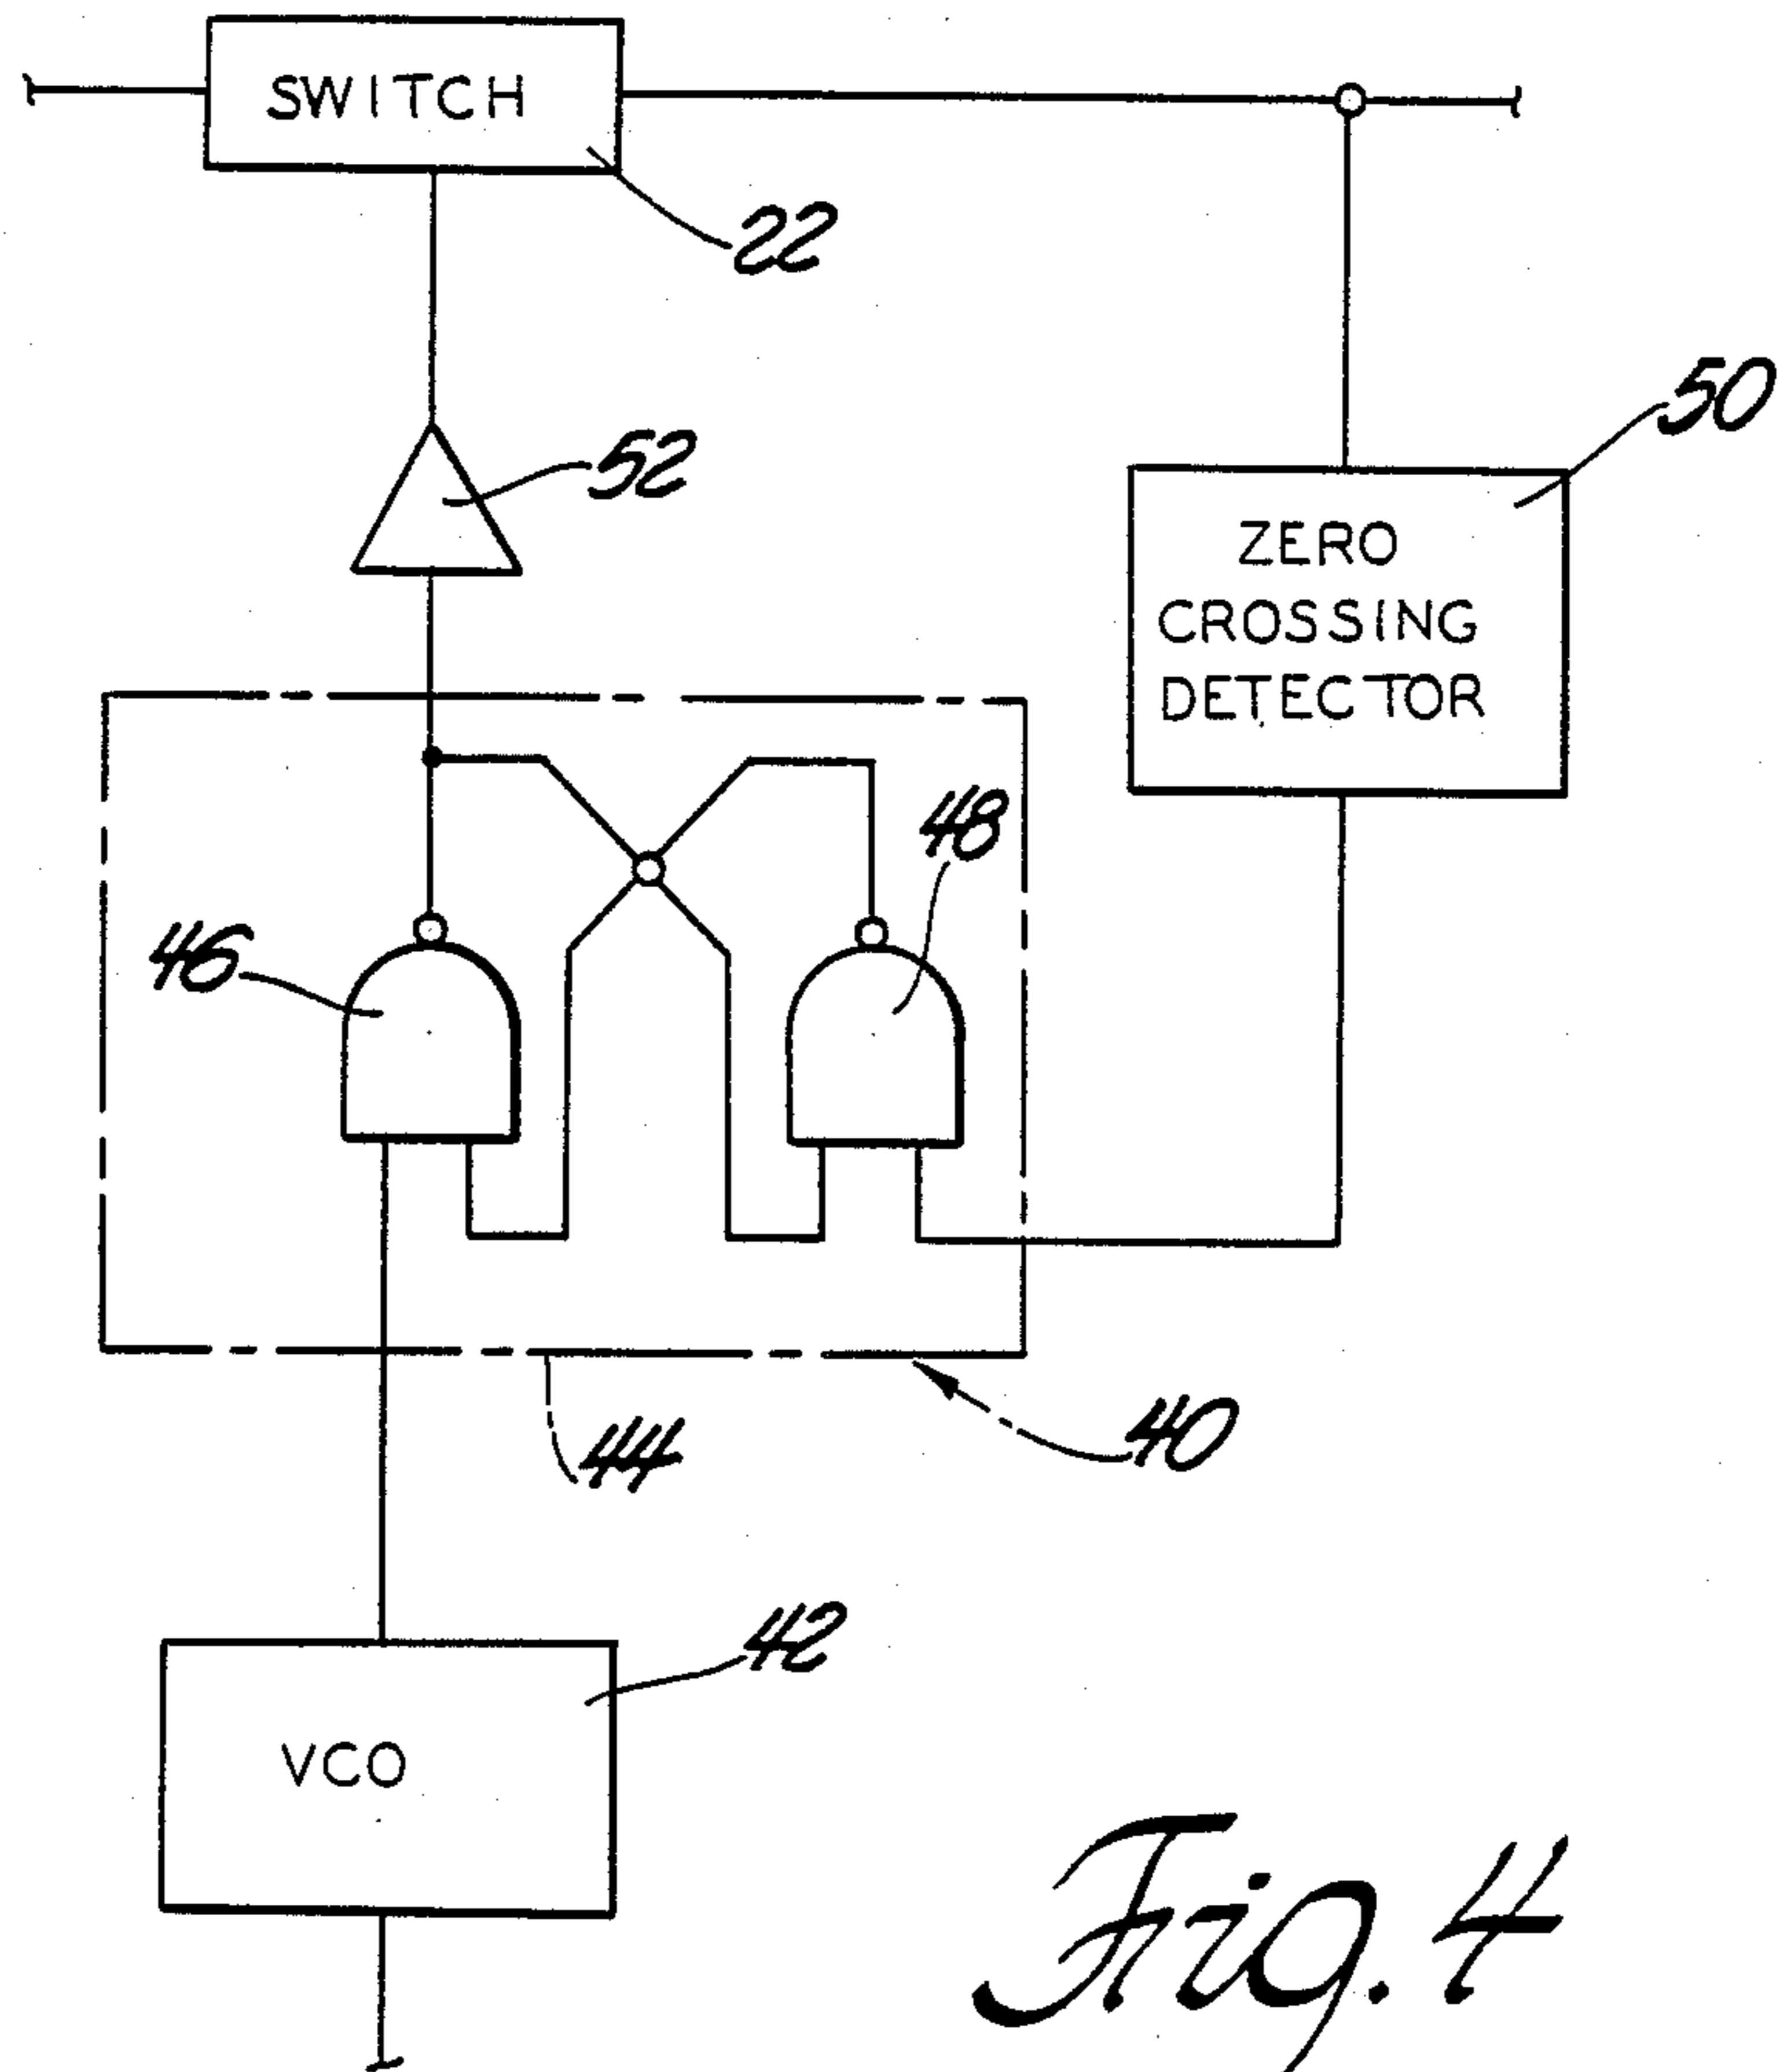 SWITCH
22
50
52
ZERO
CROSSING
DETECTOR
48
46
40
44
42
VCO
Fig. 4